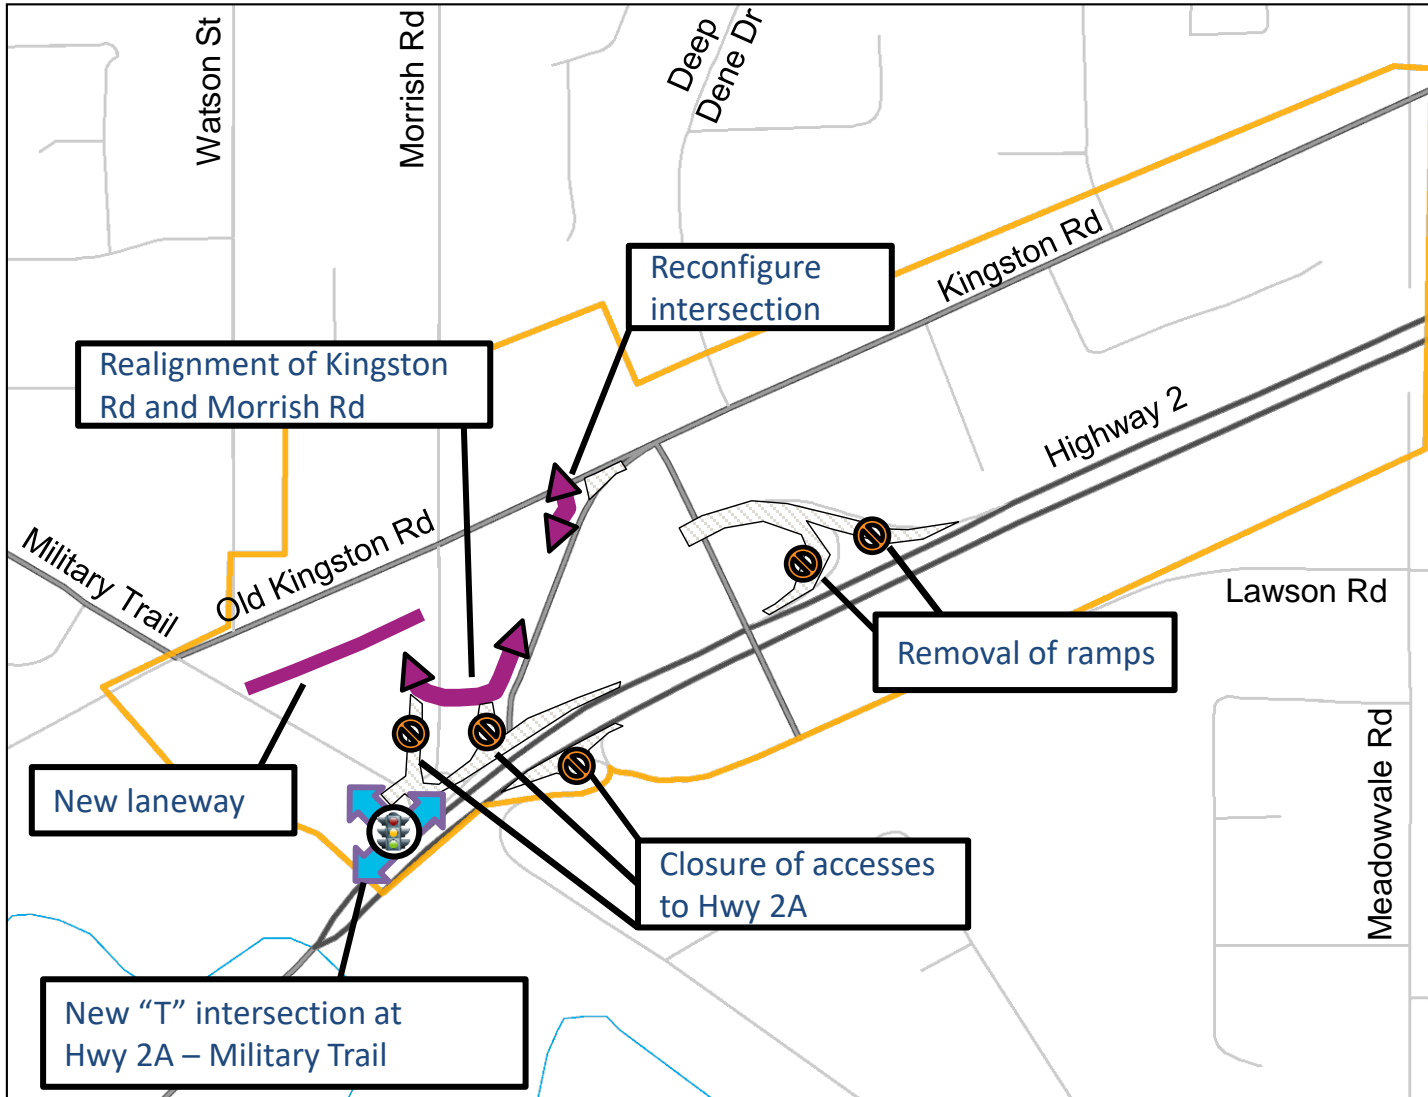 Watson St
Morrish Rd
Deep
Dene Dr
Kingston Rd
Reconfigure
intersection
Realignment of Kingston
Rd and Morrish Rd
Highway 2
Military Trail
Old Kingston Rd
Lawson Rd
Removal of ramps
Meadowvale Rd
New laneway
Closure of accesses
to Hwy 2A
New “T” intersection at
Hwy 2A – Military Trail